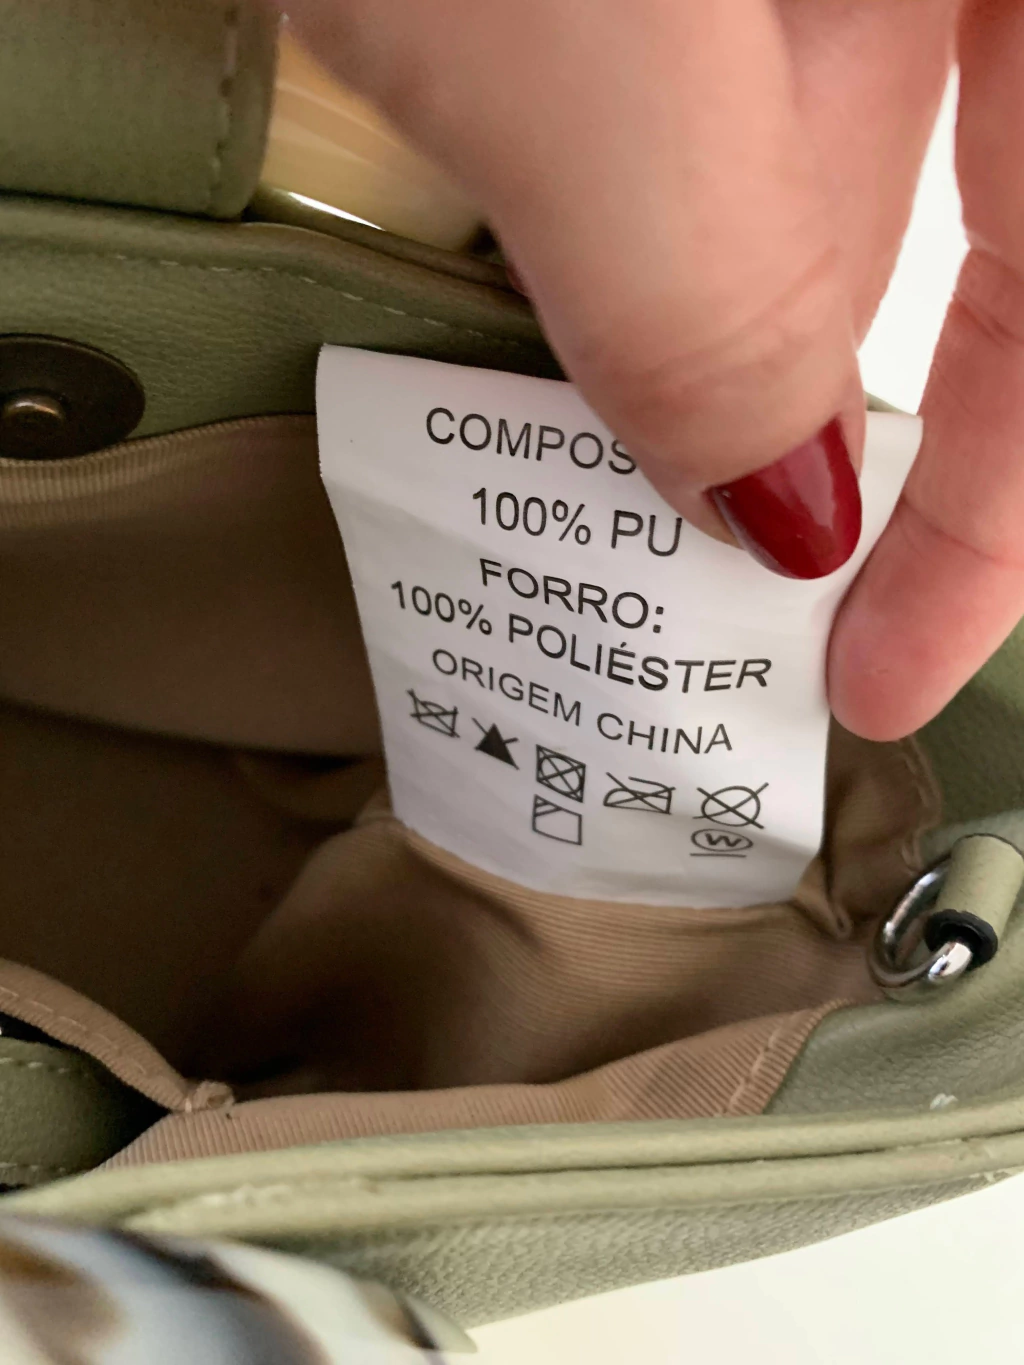 COMPOS
100% PU
FORRO:
100% POLIÉSTER
ORIGEM CHINA
W